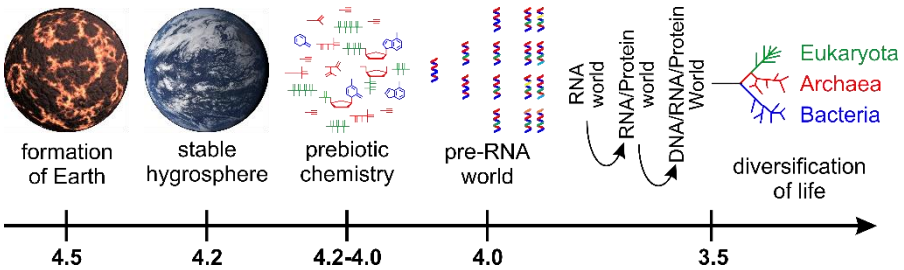 formation
of Earth
stable
hygrosphere
prebiotic
chemistry
pre-RNA
world
RNA
world
RNA/Protein
world
DNA/RNA/Protein
World
Eukaryota
Archaea
Bacteria
diversification
of life
4.5
4.2
4.2-4.0
4.0
3.5